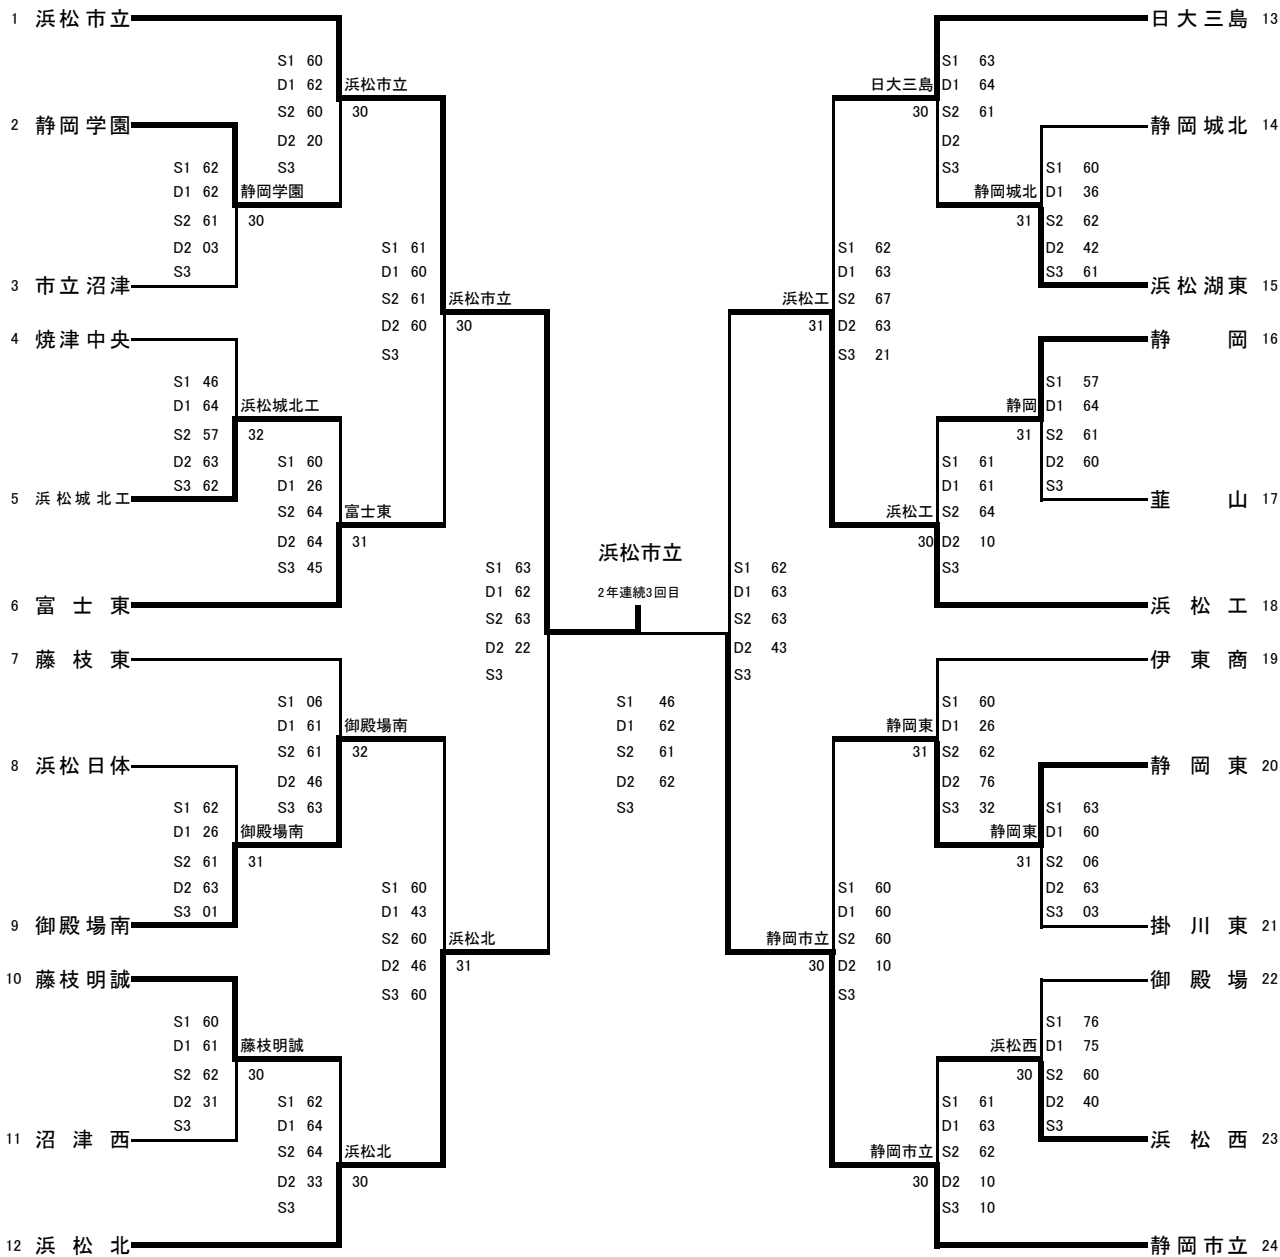 1 浜松市立
S1 60
D1 62
S2 60
D2 20
S3
浜松市立
30
2 静岡学園
S1 62
D1 62
S2 61
D2 03
S3
静岡学園
30
3 市立沼津
S1 61
D1 60
S2 61
D2 60
S3
浜松市立
30
4 焼津中央
S1 46
D1 64
S2 57
D2 63
S3 62
浜松城北工
32
5 浜松城北工
S1 60
D1 26
S2 64
D2 64
S3 45
富士東
31
6 富士東
S1 63
D1 62
S2 63
D2 22
S3
7 藤枝東
S1 06
D1 61
S2 61
D2 46
S3 63
御殿場南
32
8 浜松日体
S1 62
D1 26
S2 61
D2 63
S3 01
御殿場南
31
9 御殿場南
S1 60
D1 43
S2 60
D2 46
S3 60
浜松北
31
10 藤枝明誠
S1 60
D1 61
S2 62
D2 31
S3
藤枝明誠
30
11 沼津西
S1 62
D1 64
S2 64
D2 33
S3
浜松北
30
12 浜松北
浜松市立
2年連続3回目
S1 46
D1 62
S2 61
D2 62
S3
日大三島 13
日大三島
30
S1 63
D1 64
S2 61
D2
S3
静岡城北 14
静岡城北
31
S1 60
D1 36
S2 62
D2 42
S3 61
浜松湖東 15
浜松工
31
S1 62
D1 63
S2 67
D2 63
S3 21
静岡 16
静岡
31
S1 57
D1 64
S2 61
D2 60
S3
韮山 17
浜松工
30
S1 61
D1 61
S2 64
D2 10
S3
浜松工 18
S1 62
D1 63
S2 63
D2 43
S3
伊東商 19
静岡東
31
S1 60
D1 26
S2 62
D2 76
S3 32
静岡東 20
静岡東
31
S1 63
D1 60
S2 06
D2 63
S3 03
掛川東 21
静岡市立
30
S1 60
D1 60
S2 60
D2 10
S3
御殿場 22
浜松西
30
S1 76
D1 75
S2 60
D2 40
S3
浜松西 23
静岡市立
30
S1 61
D1 63
S2 62
D2 10
S3 10
静岡市立 24